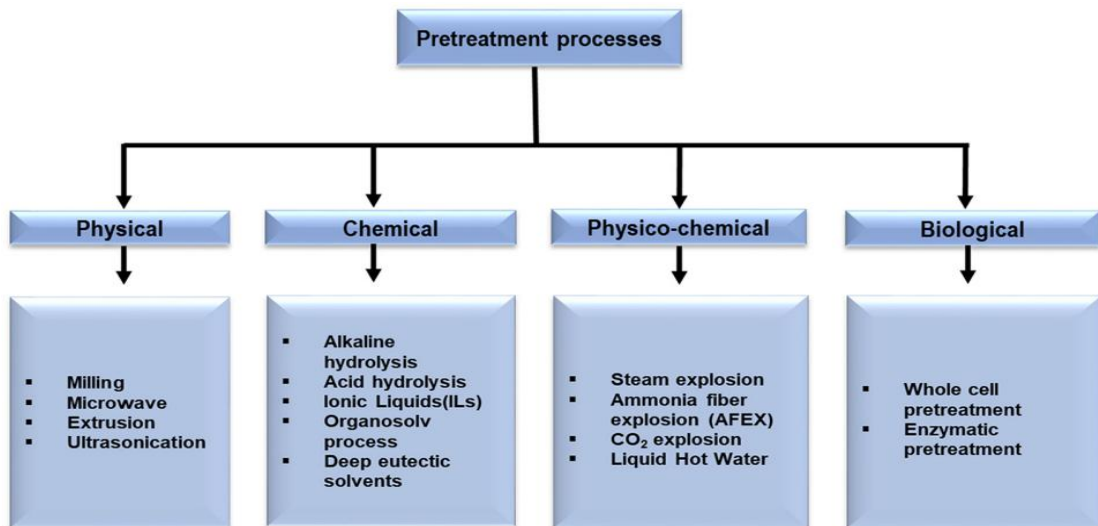 Pretreatment processes
Physical
Chemical
Physico-chemical
Biological
▪ Milling
▪ Microwave
▪ Extrusion
▪ Ultrasonication
▪ Alkaline
hydrolysis
▪ Acid hydrolysis
▪ Ionic Liquids(ILs)
▪ Organosolv
process
▪ Deep eutectic
solvents
▪ Steam explosion
▪ Ammonia fiber
explosion (AFEX)
▪ CO₂ explosion
▪ Liquid Hot Water
▪ Whole cell
pretreatment
▪ Enzymatic
pretreatment